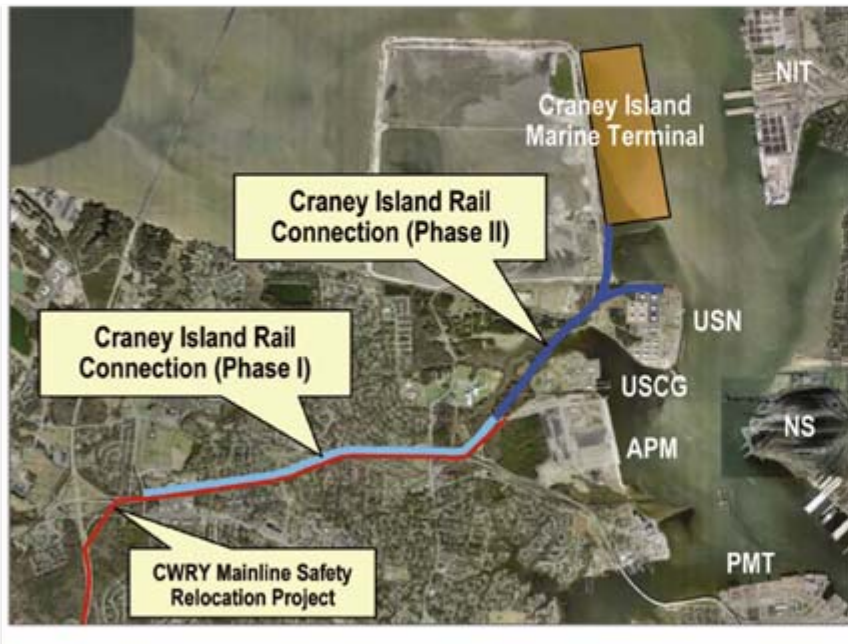 NIT
Craney Island
Marine Terminal
Craney Island Rail
Connection (Phase II)
USN
Craney Island Rail
Connection (Phase I)
USCG
NS
APM
PMT
CWRY Mainline Safety
Relocation Project